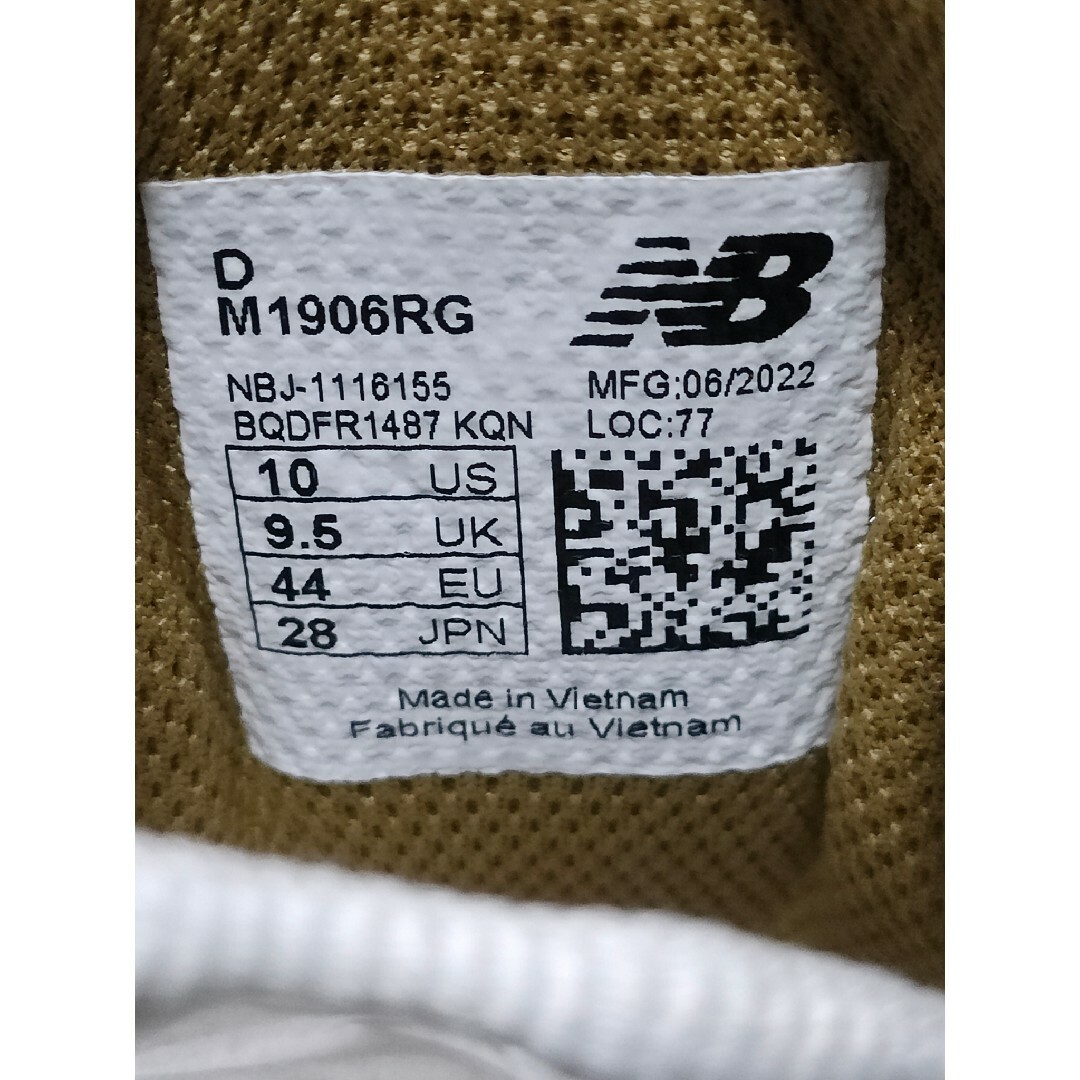 D
M1906RG
NB
NBJ-1116155
MFG:06/2022
BQDFR1487 KQN
LOC:77
10 US
9.5 UK
44 EU
28 JPN
Made in Vietnam
Fabriqué au Vietnam